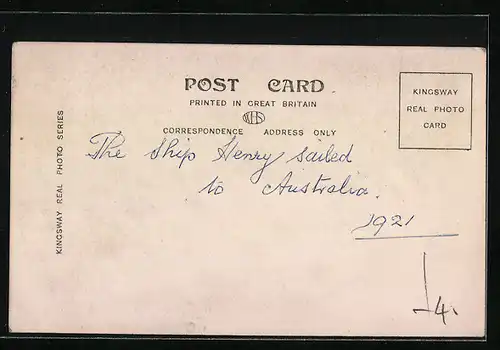 POST CARD
PRINTED IN GREAT BRITAIN
CORRESPONDENCE ADDRESS ONLY
KINGSWAY
REAL PHOTO
CARD
KINGSWAY REAL PHOTO SERIES
The Ship Henry sailed
to Australia.
1921
4.